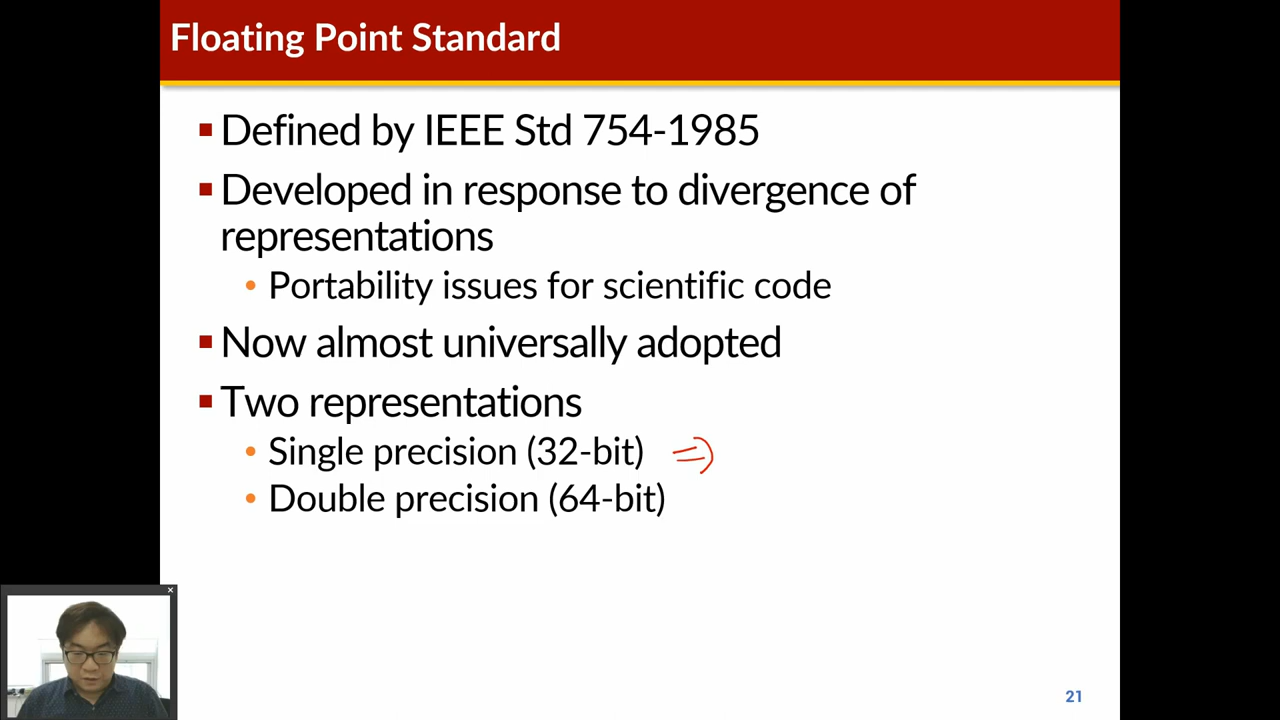 Floating Point Standard
Defined by IEEE Std 754-1985
Developed in response to divergence of
representations
Portability issues for scientific code
Now almost universally adopted
Two representations
Single precision (32-bit) ⇒
Double precision (64-bit)
21